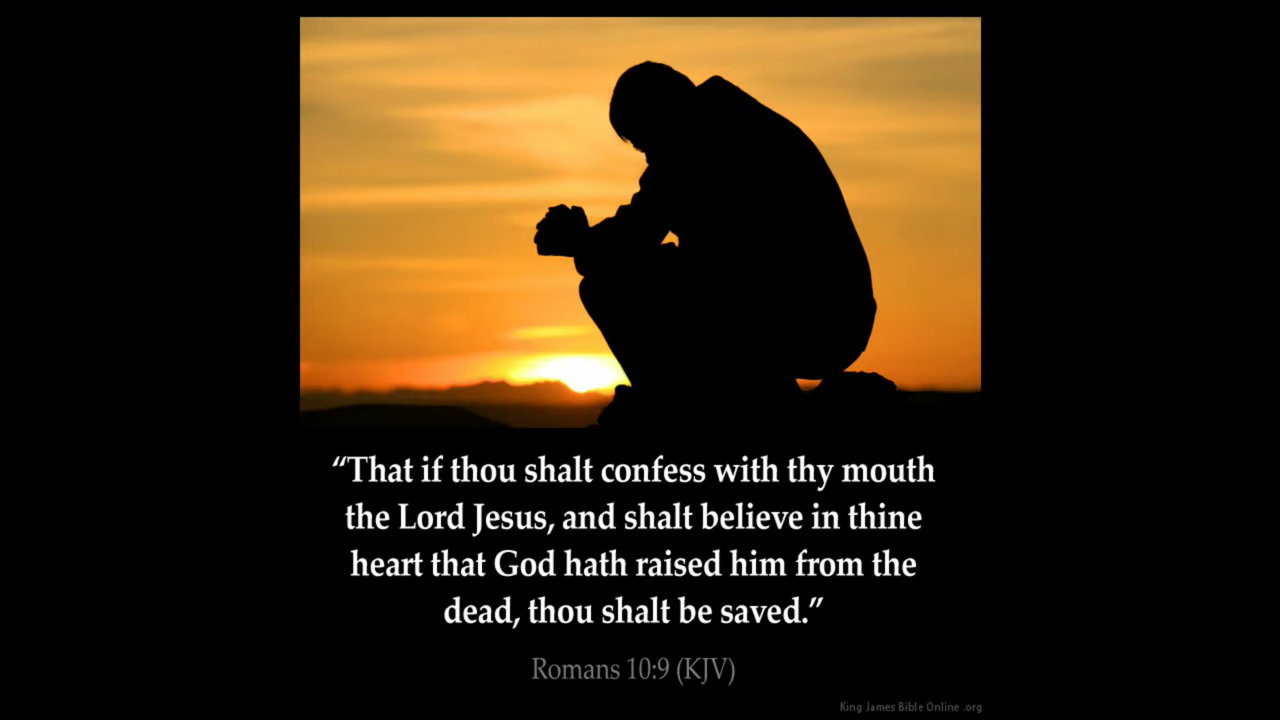 “That if thou shalt confess with thy mouth
the Lord Jesus, and shalt believe in thine
heart that God hath raised him from the
dead, thou shalt be saved.”
Romans 10:9 (KJV)
King James Bible Online .org